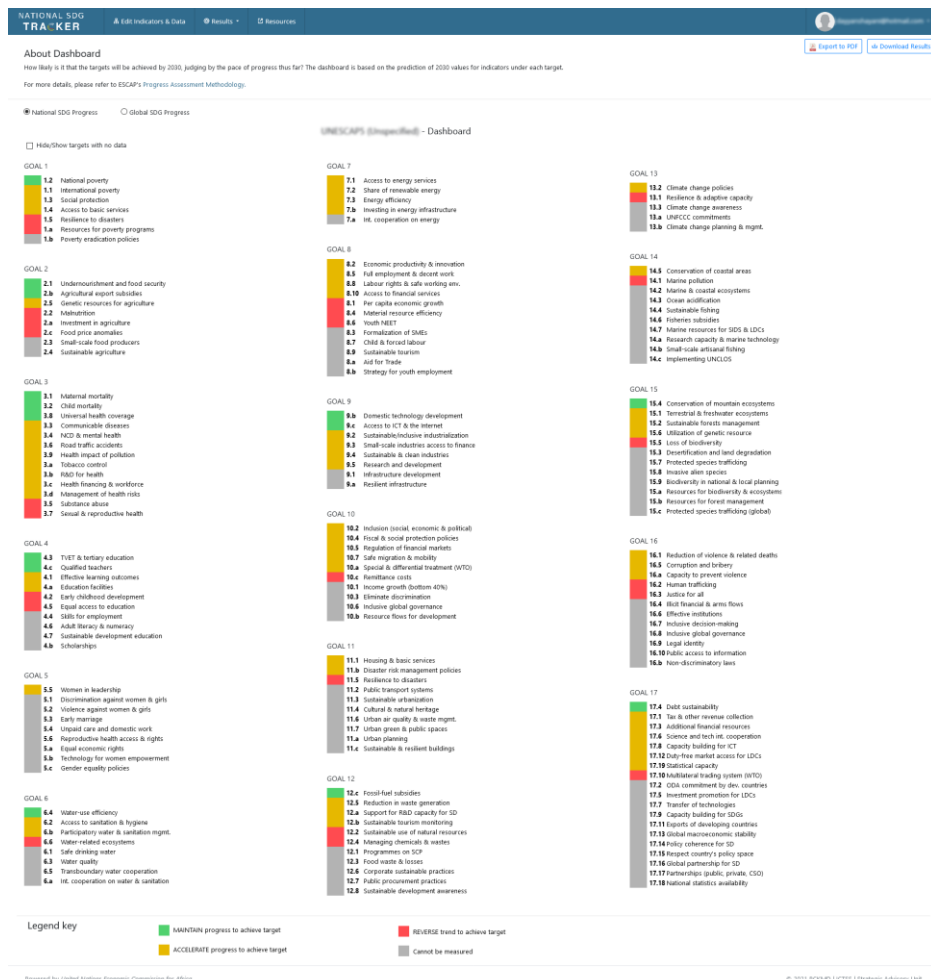 NATIONAL SDG
TRACKER
Edit Indicators & Data
Results
Resources
Export to PDF
Download Results
About Dashboard
How likely is it that the targets will be achieved by 2030, judging by the pace of progress thus far? The dashboard is based on the prediction of 2030 values for indicators under each target.
For more details, please refer to ESCAP's Progress Assessment Methodology.
National SDG Progress
Global SDG Progress
UNESCAPS (Unspecified) - Dashboard
Hide/Show targets with no data
GOAL 1
1.2 National poverty
1.1 International poverty
1.3 Social protection
1.4 Access to basic services
1.5 Resilience to disasters
1.a Resources for poverty programs
1.b Poverty eradication policies
GOAL 2
2.1 Undernourishment and food security
2.b Agricultural export subsidies
2.5 Genetic resources for agriculture
2.2 Malnutrition
2.a Investment in agriculture
2.c Food price anomalies
2.3 Small-scale food producers
2.4 Sustainable agriculture
GOAL 3
3.1 Maternal mortality
3.2 Child mortality
3.8 Universal health coverage
3.3 Communicable diseases
3.4 NCD & mental health
3.6 Road traffic accidents
3.9 Health impact of pollution
3.a Tobacco control
3.b R&D for health
3.c Health financing & workforce
3.d Management of health risks
3.5 Substance abuse
3.7 Sexual & reproductive health
GOAL 4
4.3 TVET & tertiary education
4.c Qualified teachers
4.1 Effective learning outcomes
4.a Education facilities
4.2 Early childhood development
4.5 Equal access to education
4.4 Skills for employment
4.6 Adult literacy & numeracy
4.7 Sustainable development education
4.b Scholarships
GOAL 5
5.5 Women in leadership
5.1 Discrimination against women & girls
5.2 Violence against women & girls
5.3 Early marriage
5.4 Unpaid care and domestic work
5.6 Reproductive health access & rights
5.a Equal economic rights
5.b Technology for women empowerment
5.c Gender equality policies
GOAL 6
6.4 Water-use efficiency
6.2 Access to sanitation & hygiene
6.b Participatory water & sanitation mgmt.
6.6 Water-related ecosystems
6.1 Safe drinking water
6.3 Water quality
6.5 Transboundary water cooperation
6.a Int. cooperation on water & sanitation
GOAL 7
7.1 Access to energy services
7.2 Share of renewable energy
7.3 Energy efficiency
7.b Investing in energy infrastructure
7.a Int. cooperation on energy
GOAL 8
8.2 Economic productivity & innovation
8.5 Full employment & decent work
8.8 Labour rights & safe working env.
8.10 Access to financial services
8.1 Per capita economic growth
8.4 Material resource efficiency
8.6 Youth NEET
8.3 Formalization of SMEs
8.7 Child & forced labour
8.9 Sustainable tourism
8.a Aid for Trade
8.b Strategy for youth employment
GOAL 9
9.b Domestic technology development
9.c Access to ICT & the internet
9.2 Sustainable/inclusive industrialization
9.3 Small-scale industries access to finance
9.4 Sustainable & clean industries
9.5 Research and development
9.1 Infrastructure development
9.a Resilient infrastructure
GOAL 10
10.2 Inclusion (social, economic & political)
10.4 Fiscal & social protection policies
10.5 Regulation of financial markets
10.7 Safe migration & mobility
10.a Special & differential treatment (WTO)
10.c Remittance costs
10.1 Income growth (bottom 40%)
10.3 Eliminate discrimination
10.6 Inclusive global governance
10.b Resource flows for development
GOAL 11
11.1 Housing & basic services
11.b Disaster risk management policies
11.5 Resilience to disasters
11.2 Public transport systems
11.3 Sustainable urbanization
11.4 Cultural & natural heritage
11.6 Urban air quality & waste mgmt.
11.7 Urban green & public spaces
11.a Urban planning
11.c Sustainable & resilient buildings
GOAL 12
12.c Fossil-fuel subsidies
12.5 Reduction in waste generation
12.a Support for R&D capacity for SD
12.b Sustainable tourism monitoring
12.2 Sustainable use of natural resources
12.4 Managing chemicals & wastes
12.1 Programmes on SCP
12.3 Food waste & losses
12.6 Corporate sustainable practices
12.7 Public procurement practices
12.8 Sustainable development awareness
GOAL 13
13.2 Climate change policies
13.1 Resilience & adaptive capacity
13.3 Climate change awareness
13.a UNFCCC commitments
13.b Climate change planning & mgmt.
GOAL 14
14.5 Conservation of coastal areas
14.1 Marine pollution
14.2 Marine & coastal ecosystems
14.3 Ocean acidification
14.4 Sustainable fishing
14.6 Fisheries subsidies
14.7 Marine resources for SIDS & LDCs
14.a Research capacity & marine technology
14.b Small-scale artisanal fishing
14.c Implementing UNCLOS
GOAL 15
15.4 Conservation of mountain ecosystems
15.1 Terrestrial & freshwater ecosystems
15.2 Sustainable forests management
15.6 Utilization of genetic resource
15.5 Loss of biodiversity
15.3 Desertification and land degradation
15.7 Protected species trafficking
15.8 Invasive alien species
15.9 Biodiversity in national & local planning
15.a Resources for biodiversity & ecosystems
15.b Resources for forest management
15.c Protected species trafficking (global)
GOAL 16
16.1 Reduction of violence & related deaths
16.5 Corruption and bribery
16.a Capacity to prevent violence
16.2 Human trafficking
16.3 Justice for all
16.4 Illicit financial & arms flows
16.6 Effective institutions
16.7 Inclusive decision-making
16.8 Inclusive global governance
16.9 Legal identity
16.10 Public access to information
16.b Non-discriminatory laws
GOAL 17
17.4 Debt sustainability
17.1 Tax & other revenue collection
17.3 Additional financial resources
17.6 Science and tech int. cooperation
17.8 Capacity building for ICT
17.12 Duty-free market access for LDCs
17.19 Statistical capacity
17.10 Multilateral trading system (WTO)
17.2 ODA commitment by dev. countries
17.5 Investment promotion for LDCs
17.7 Transfer of technologies
17.9 Capacity building for SDGs
17.11 Exports of developing countries
17.13 Global macroeconomic stability
17.14 Policy coherence for SD
17.15 Respect country's policy space
17.16 Global partnership for SD
17.17 Partnerships (public, private, CSO)
17.18 National statistics availability
Legend key
MAINTAIN progress to achieve target
REVERSE trend to achieve target
ACCELERATE progress to achieve target
Cannot be measured